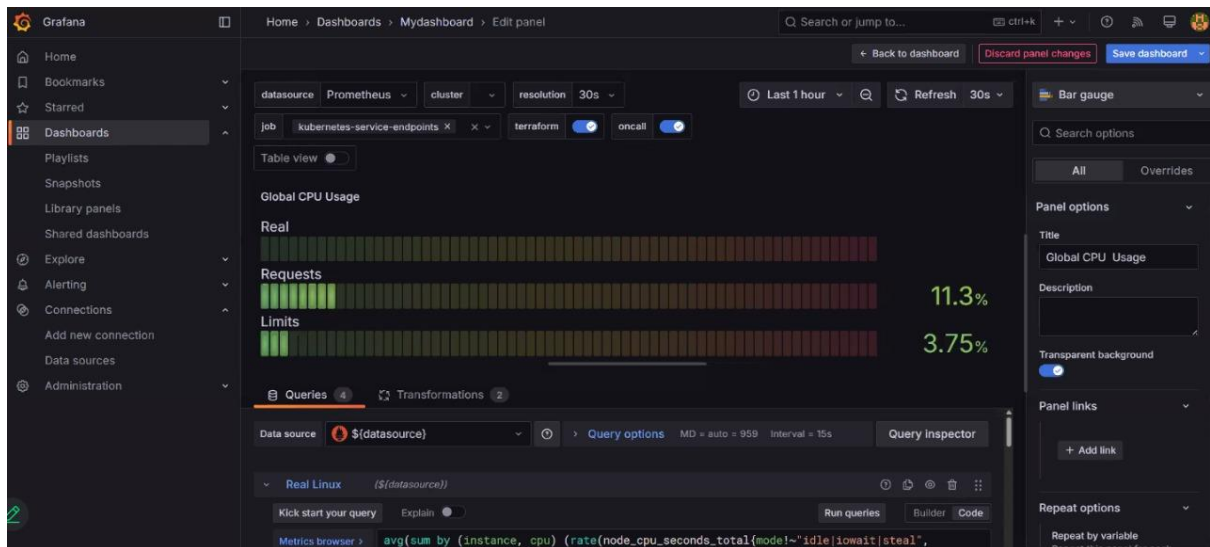 Grafana
Home › Dashboards › Mydashboard › Edit panel
Search or jump to...
ctrl+k
Home
Bookmarks
Starred
Dashboards
Playlists
Snapshots
Library panels
Shared dashboards
Explore
Alerting
Connections
Add new connection
Data sources
Administration
← Back to dashboard
Discard panel changes
Save dashboard
datasource Prometheus cluster resolution 30s
Last 1 hour
Refresh 30s
job kubernetes-service-endpoints × terraform oncall
Table view
Global CPU Usage
Real
Requests
11.3%
Limits
3.75%
Queries 4
Transformations 2
Data source ${datasource}
› Query options MD = auto = 959 Interval = 15s
Query inspector
Real Linux (${datasource})
Kick start your query Explain
Run queries
Builder Code
Metrics browser › avg(sum by (instance, cpu) (rate(node_cpu_seconds_total{mode!~"idle|iowait|steal",
Bar gauge
Search options
All
Overrides
Panel options
Title
Global CPU Usage
Description
Transparent background
Panel links
+ Add link
Repeat options
Repeat by variable